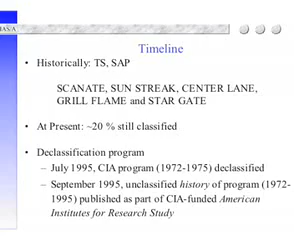 Timeline
• Historically: TS, SAP
SCANATE, SUN STREAK, CENTER LANE,
GRILL FLAME and STAR GATE
• At Present: ~20 % still classified
• Declassification program
– July 1995, CIA program (1972-1975) declassified
– September 1995, unclassified history of program (1972-
1995) published as part of CIA-funded American
Institutes for Research Study